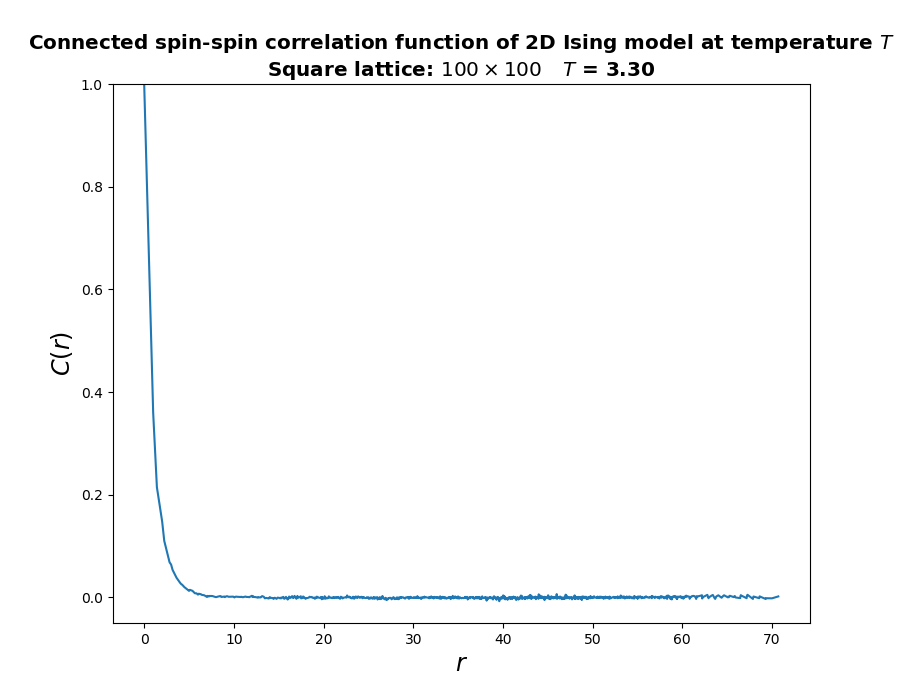 Connected spin-spin correlation function of 2D Ising model at temperature T
Square lattice: 100 × 100 T = 3.30
1.0
0.8
0.6
0.4
0.2
0.0
C(r)
0 10 20 30 40 50 60 70
r